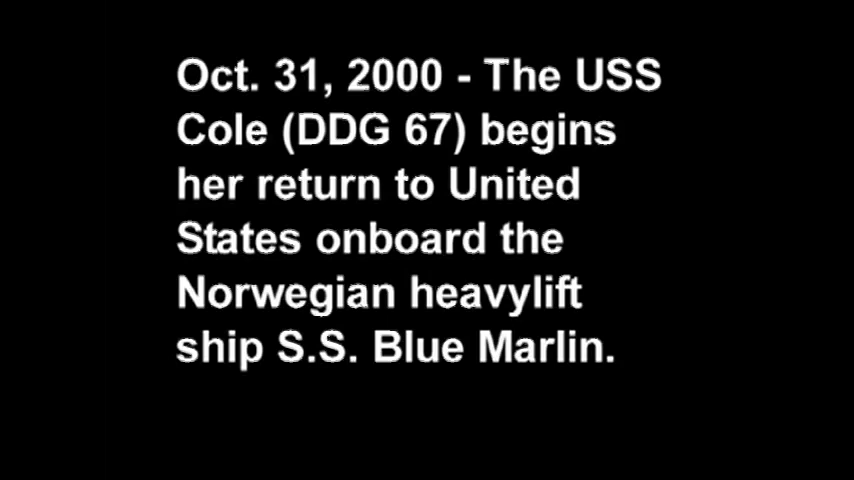 Oct. 31, 2000 - The USS
Cole (DDG 67) begins
her return to United
States onboard the
Norwegian heavylift
ship S.S. Blue Marlin.